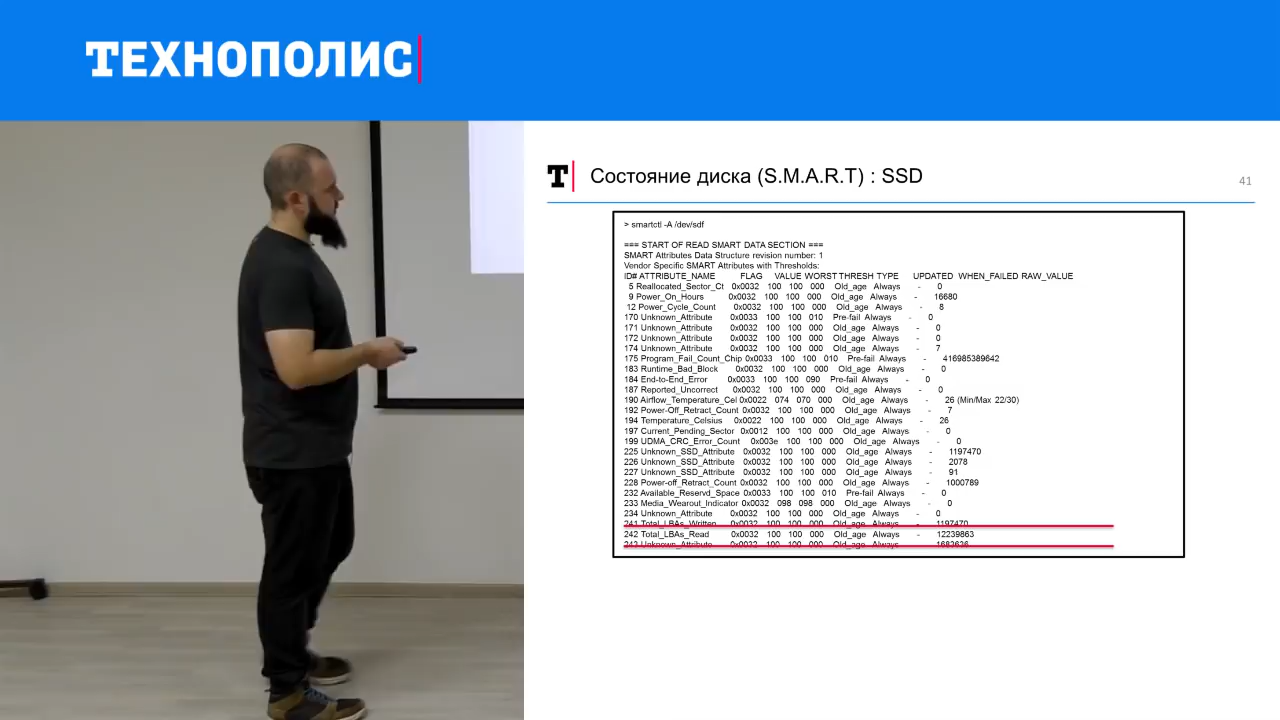 ТЕХНОПОЛИС
Т Состояние диска (S.M.A.R.T) : SSD
41
> smartctl -A /dev/sdf
=== START OF READ SMART DATA SECTION ===
SMART Attributes Data Structure revision number: 1
Vendor Specific SMART Attributes with Thresholds:
ID# ATTRIBUTE_NAME FLAG VALUE WORST THRESH TYPE UPDATED WHEN_FAILED RAW_VALUE
5 Reallocated_Sector_Ct 0x0032 100 100 000 Old_age Always - 0
9 Power_On_Hours 0x0032 100 100 000 Old_age Always - 16680
12 Power_Cycle_Count 0x0032 100 100 000 Old_age Always - 8
170 Unknown_Attribute 0x0033 100 100 010 Pre-fail Always - 0
171 Unknown_Attribute 0x0032 100 100 000 Old_age Always - 0
172 Unknown_Attribute 0x0032 100 100 000 Old_age Always - 0
174 Unknown_Attribute 0x0032 100 100 000 Old_age Always - 7
175 Program_Fail_Count_Chip 0x0033 100 100 010 Pre-fail Always - 416985389642
183 Runtime_Bad_Block 0x0032 100 100 000 Old_age Always - 0
184 End-to-End_Error 0x0033 100 100 090 Pre-fail Always - 0
187 Reported_Uncorrect 0x0032 100 100 000 Old_age Always - 0
190 Airflow_Temperature_Cel 0x0022 074 070 000 Old_age Always - 26 (Min/Max 22/30)
192 Power-Off_Retract_Count 0x0032 100 100 000 Old_age Always - 7
194 Temperature_Celsius 0x0022 100 100 000 Old_age Always - 26
197 Current_Pending_Sector 0x0012 100 100 000 Old_age Always - 0
199 UDMA_CRC_Error_Count 0x003e 100 100 000 Old_age Always - 0
225 Unknown_SSD_Attribute 0x0032 100 100 000 Old_age Always - 1197470
226 Unknown_SSD_Attribute 0x0032 100 100 000 Old_age Always - 2078
227 Unknown_SSD_Attribute 0x0032 100 100 000 Old_age Always - 91
228 Power-off_Retract_Count 0x0032 100 100 000 Old_age Always - 1000789
232 Available_Reservd_Space 0x0033 100 100 010 Pre-fail Always - 0
233 Media_Wearout_Indicator 0x0032 098 098 000 Old_age Always - 0
234 Unknown_Attribute 0x0032 100 100 000 Old_age Always - 0
241 Total_LBAs_Written 0x0032 100 100 000 Old_age Always - 1197470
242 Total_LBAs_Read 0x0032 100 100 000 Old_age Always - 12239863
243 Unknown_Attribute 0x0032 100 100 000 Old_age Always - 1683636